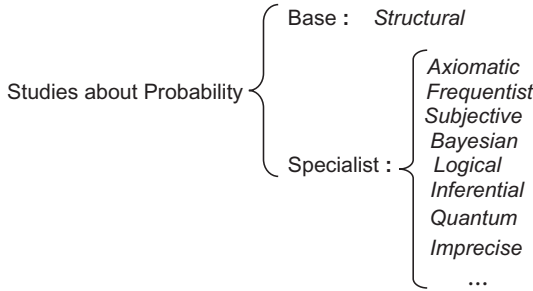 Base : Structural
Studies about Probability
Specialist :
Axiomatic
Frequentist
Subjective
Bayesian
Logical
Inferential
Quantum
Imprecise
...